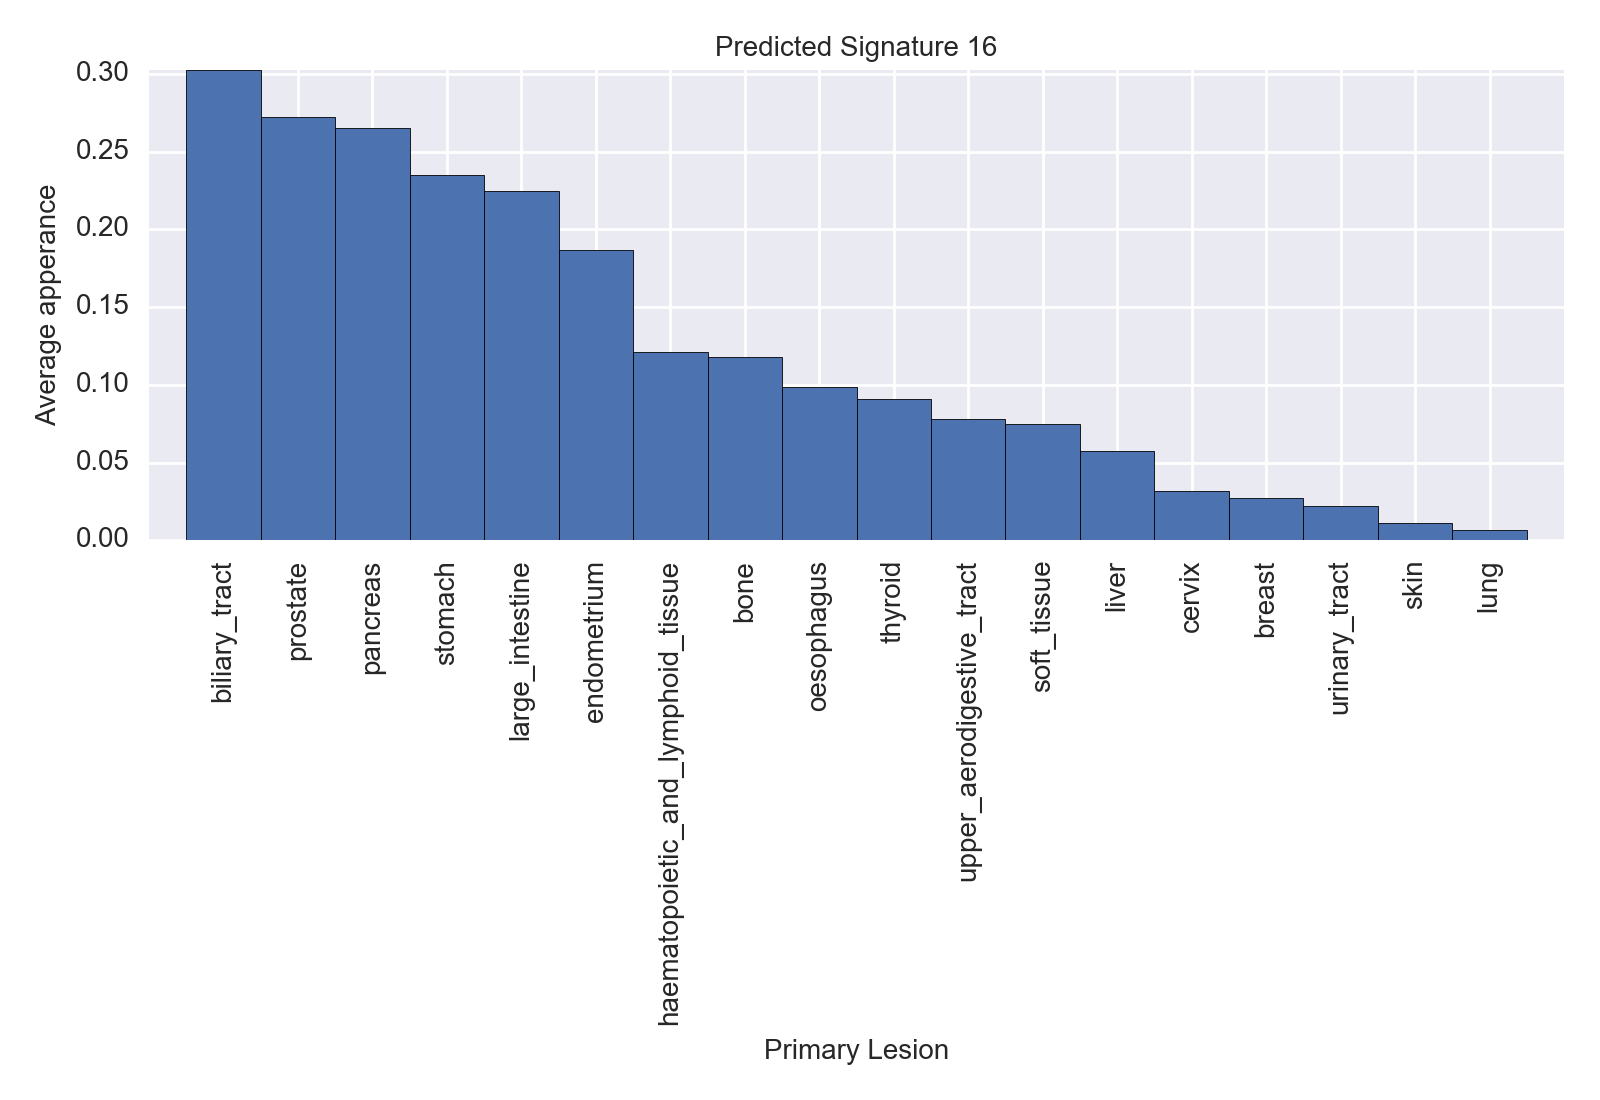 Predicted Signature 16
0.30
0.25
0.20
0.15
0.10
0.05
0.00
Average apperance
biliary_tract
prostate
pancreas
stomach
large_intestine
endometrium
haematopoietic_and_lymphoid_tissue
bone
oesophagus
thyroid
upper_aerodigestive_tract
soft_tissue
liver
cervix
breast
urinary_tract
skin
lung
Primary Lesion